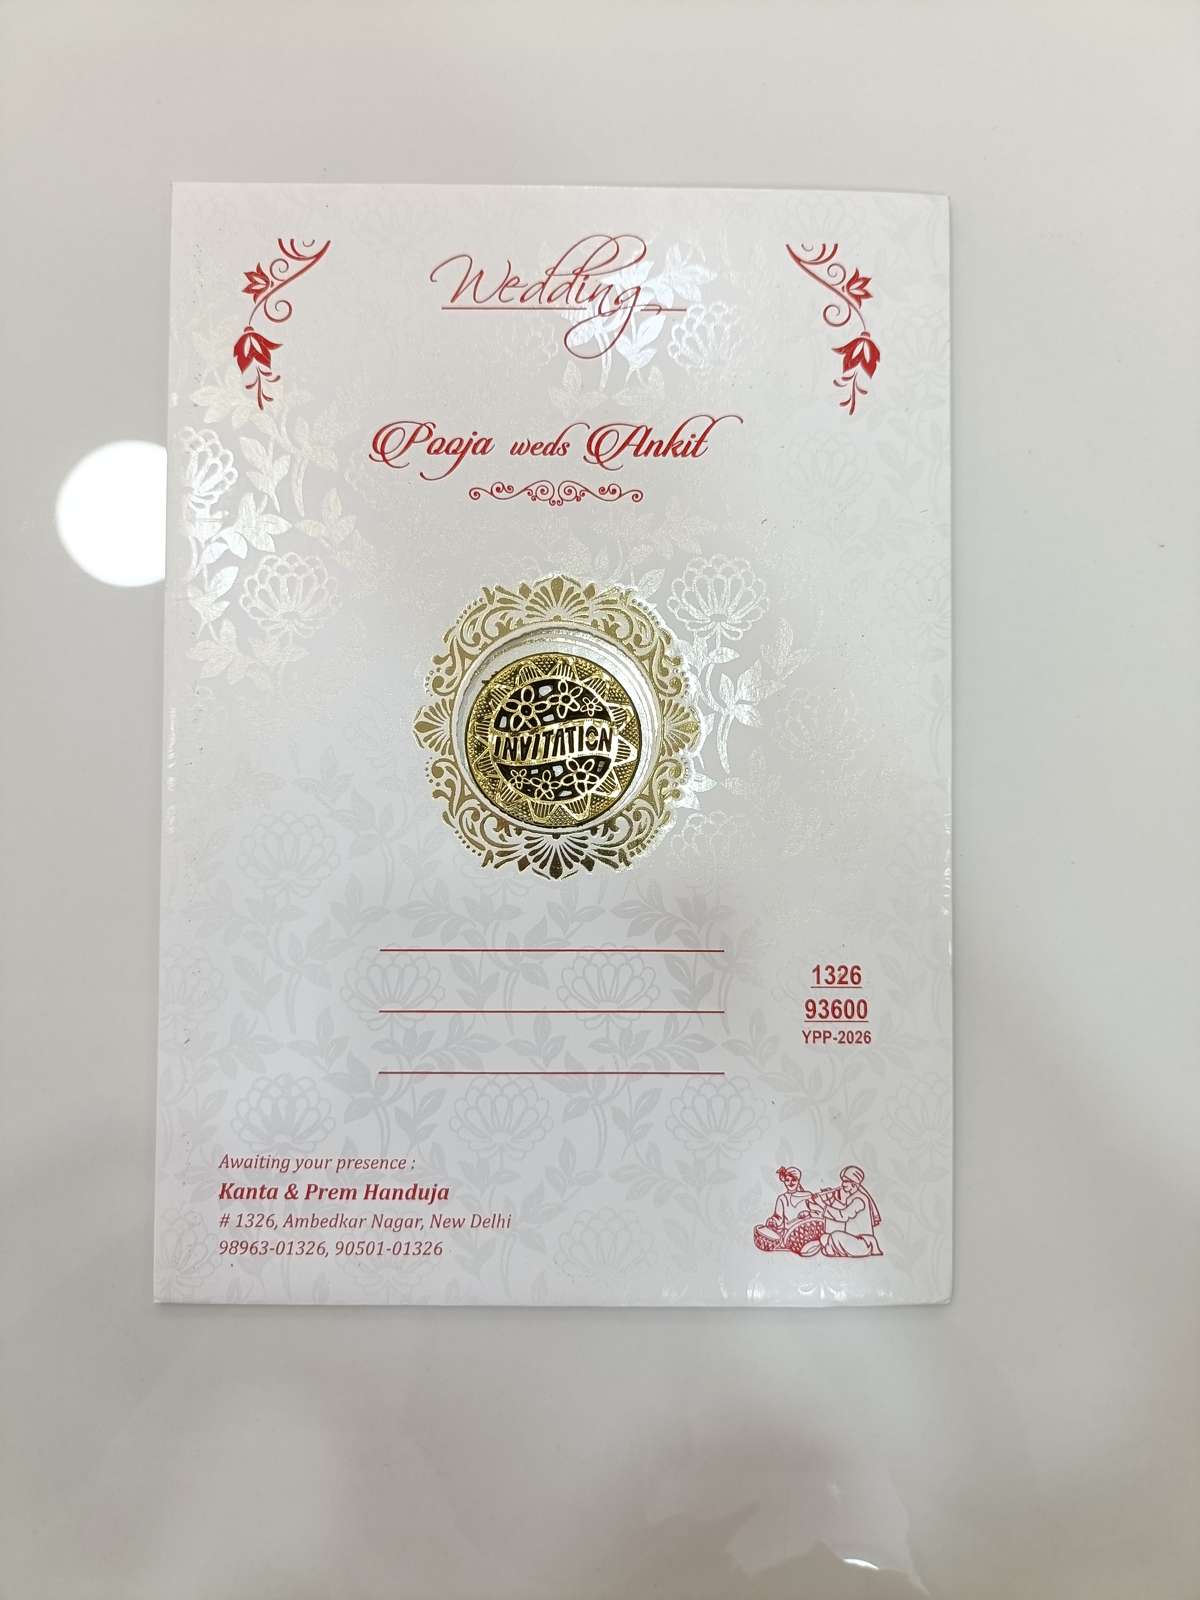 Wedding
Pooja weds Ankit
INVITATION
1326
93600
YPP-2026
Awaiting your presence :
Kanta & Prem Handuja
# 1326, Ambedkar Nagar, New Delhi
98963-01326, 90501-01326